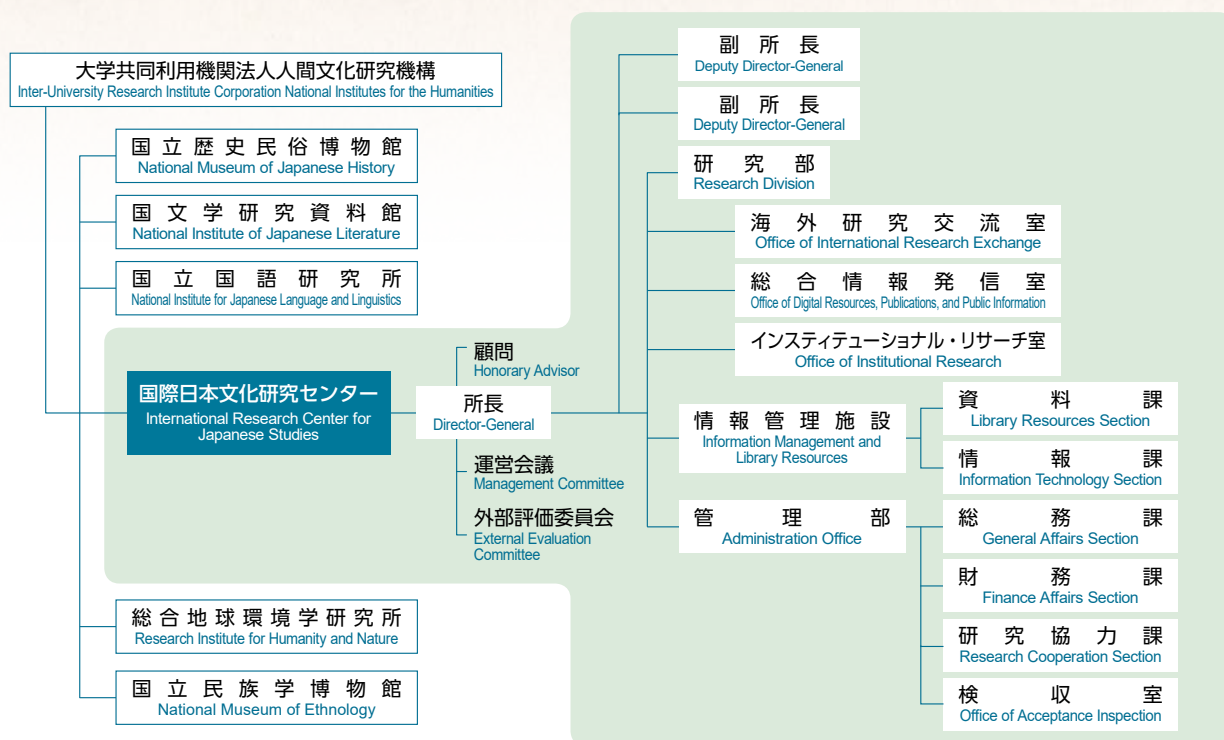 大学共同利用機関法人人間文化研究機構
Inter-University Research Institute Corporation National Institutes for the Humanities
国立歴史民俗博物館
National Museum of Japanese History
国文学研究資料館
National Institute of Japanese Literature
国立国語研究所
National Institute for Japanese Language and Linguistics
国際日本文化研究センター
International Research Center for
Japanese Studies
総合地球環境学研究所
Research Institute for Humanity and Nature
国立民族学博物館
National Museum of Ethnology
顧問
Honorary Advisor
所長
Director-General
運営会議
Management Committee
外部評価委員会
External Evaluation
Committee
副所長
Deputy Director-General
副所長
Deputy Director-General
研究部
Research Division
海外研究交流室
Office of International Research Exchange
総合情報発信室
Office of Digital Resources, Publications, and Public Information
インスティテューショナル・リサーチ室
Office of Institutional Research
情報管理施設
Information Management and
Library Resources
資料課
Library Resources Section
情報課
Information Technology Section
管理部
Administration Office
総務課
General Affairs Section
財務課
Finance Affairs Section
研究協力課
Research Cooperation Section
検収室
Office of Acceptance Inspection